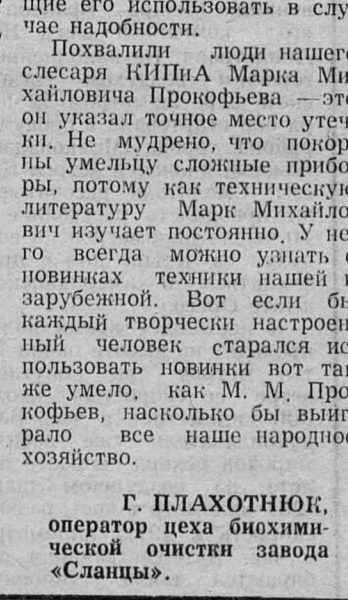 щие его использовать в слу-
чае надобности.
Похвалили люди нашего
слесаря КИПиА Марка Ми-
хайловича Прокофьева — это
он указал точное место утеч-
ки. Не мудрено, что покор-
ны умельцу сложные прибо-
ры, потому как техническую
литературу Марк Михайло-
вич изучает постоянно. У не-
го всегда можно узнать о
новинках техники нашей и
зарубежной. Вот если бы
каждый творчески настроен-
ный человек старался ис-
пользовать новинки вот так
же умело, как М. М. Про-
кофьев, насколько бы выиг-
рало все наше народное
хозяйство.
Г. ПЛАХОТНЮК,
оператор цеха биохими-
ческой очистки завода
«Сланцы».